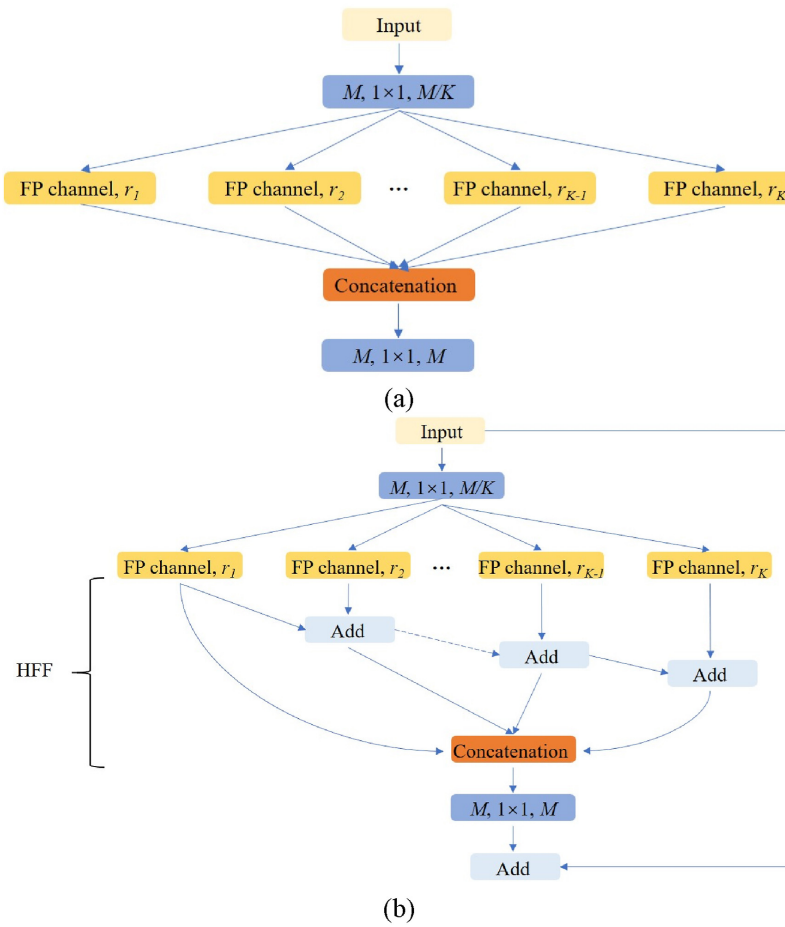 Input
M, 1×1, M/K
FP channel, r1 FP channel, r2 ... FP channel, rK-1 FP channel, rK
Concatenation
M, 1×1, M
(a)
Input
M, 1×1, M/K
FP channel, r1 FP channel, r2 ... FP channel, rK-1 FP channel, rK
Add
Add
Add
HFF
Concatenation
M, 1×1, M
Add
(b)